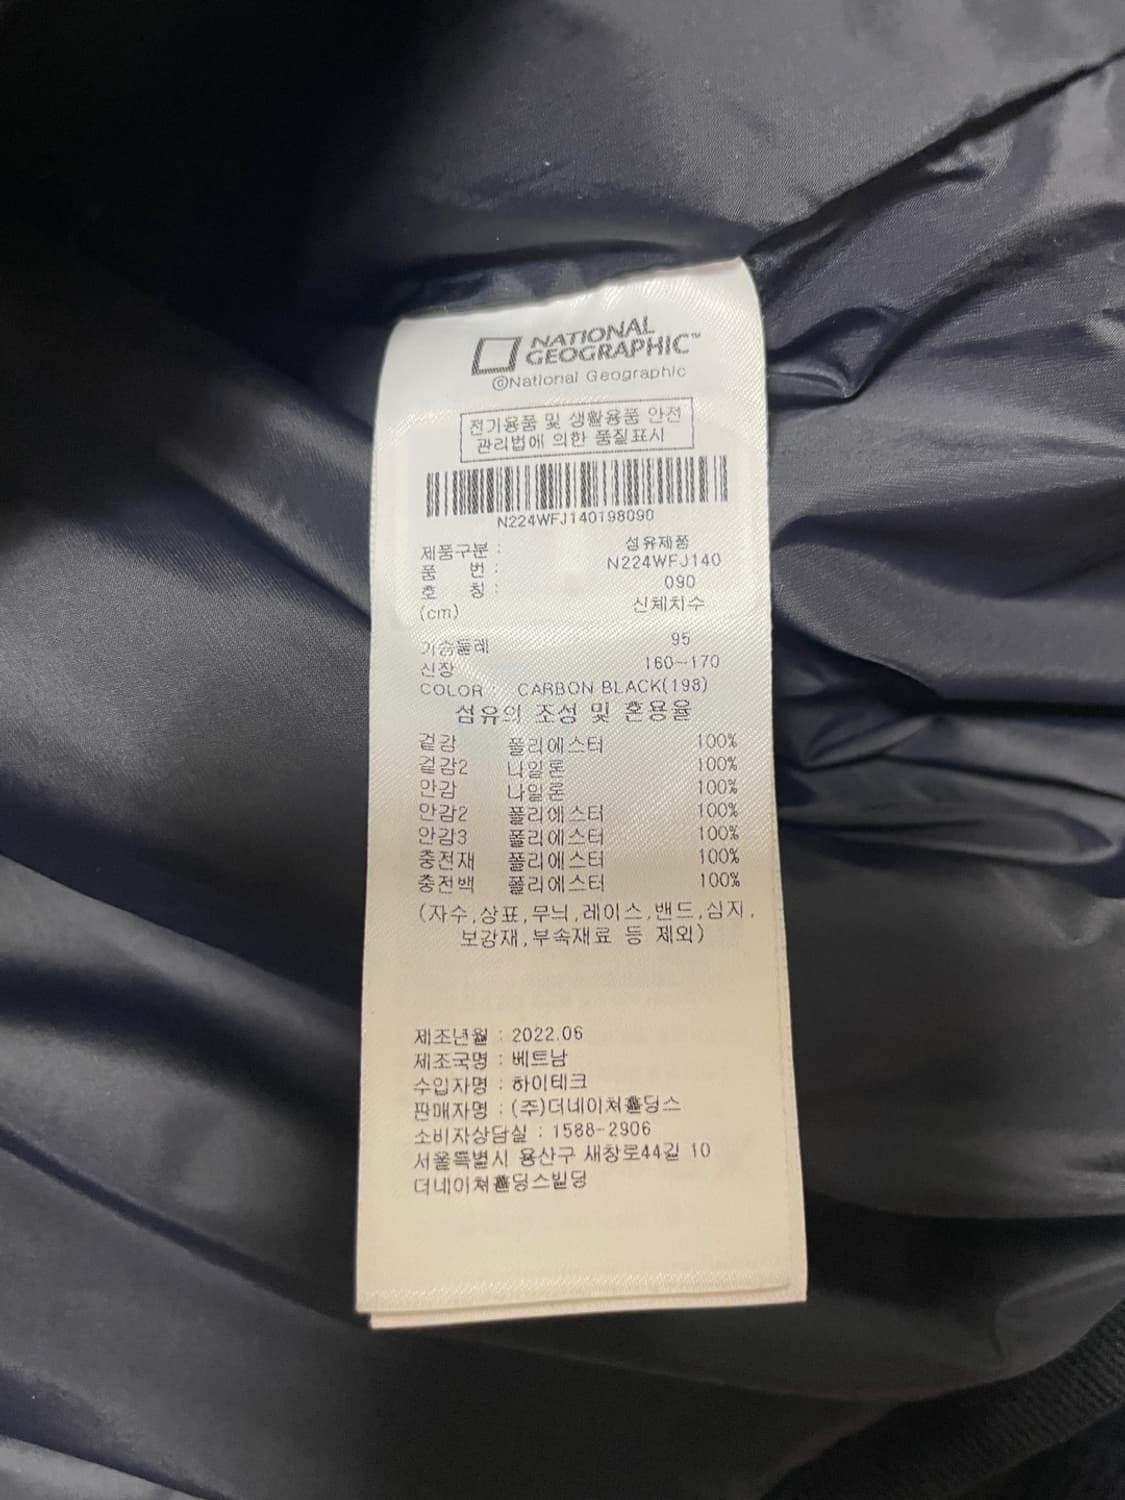 NATIONAL
GEOGRAPHIC™
©National Geographic
전기용품 및 생활용품 안전
관리법에 의한 품질표시
N224WFJ140198090
제품구분 : 섬유제품
품 번 : N224WFJ140
호 칭 : 090
(cm) 신체치수
가슴둘레 95
신장 160~170
COLOR : CARBON BLACK(198)
섬유의 조성 및 혼용율
겉감 폴리에스터 100%
겉감2 나일론 100%
안감 나일론 100%
안감2 폴리에스터 100%
안감3 폴리에스터 100%
충전재 폴리에스터 100%
충전백 폴리에스터 100%
(자수,상표,무늬,레이스,밴드,심지,
보강재,부속재료 등 제외)
제조년월 : 2022.06
제조국명 : 베트남
수입자명 : 하이테크
판매자명 : (주)더네이쳐홀딩스
소비자상담실 : 1588-2906
서울특별시 용산구 새창로44길 10
더네이쳐홀딩스빌딩